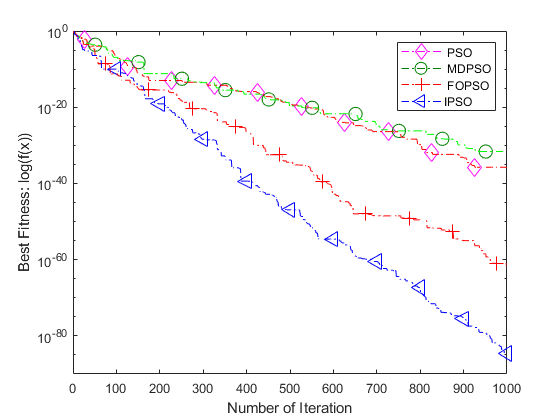 10^0
10^-20
10^-40
10^-60
10^-80
Best Fitness: log(f(x))
PSO
MDPSO
FOPSO
IPSO
0 100 200 300 400 500 600 700 800 900 1000
Number of Iteration